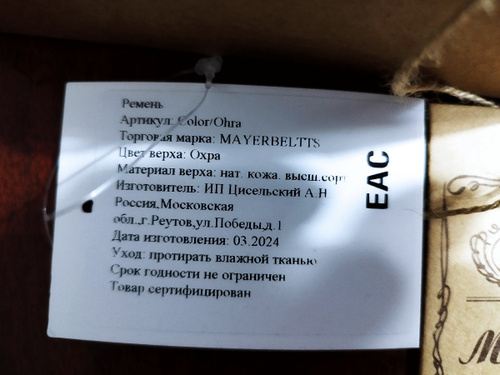 Ремень
Артикул: Color/Ohra
Торговая марка: MAYERBELTTS
Цвет верха: Охра
Материал верха: нат. кожа. высш.сорт
Изготовитель: ИП Цисельский А.Н
Россия,Московская
обл.,г.Реутов,ул.Победы,д.1
Дата изготовления: 03.2024
Уход: протирать влажной тканью
Срок годности не ограничен
Товар сертифицирован
EAC